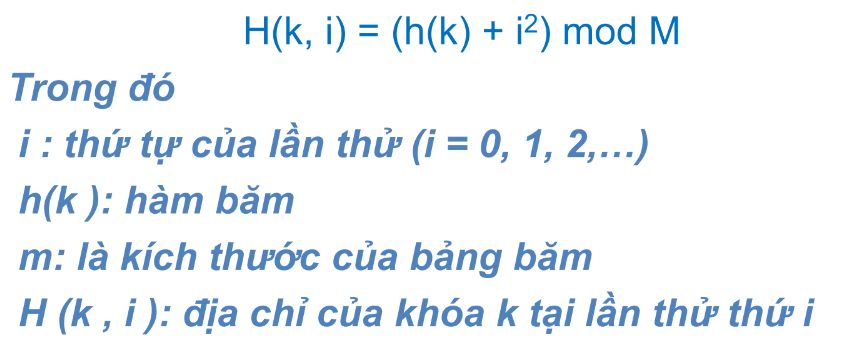 H(k, i) = (h(k) + i²) mod M
Trong đó
i : thứ tự của lần thử (i = 0, 1, 2,…)
h(k ): hàm băm
m: là kích thước của bảng băm
H (k , i ): địa chỉ của khóa k tại lần thử thứ i